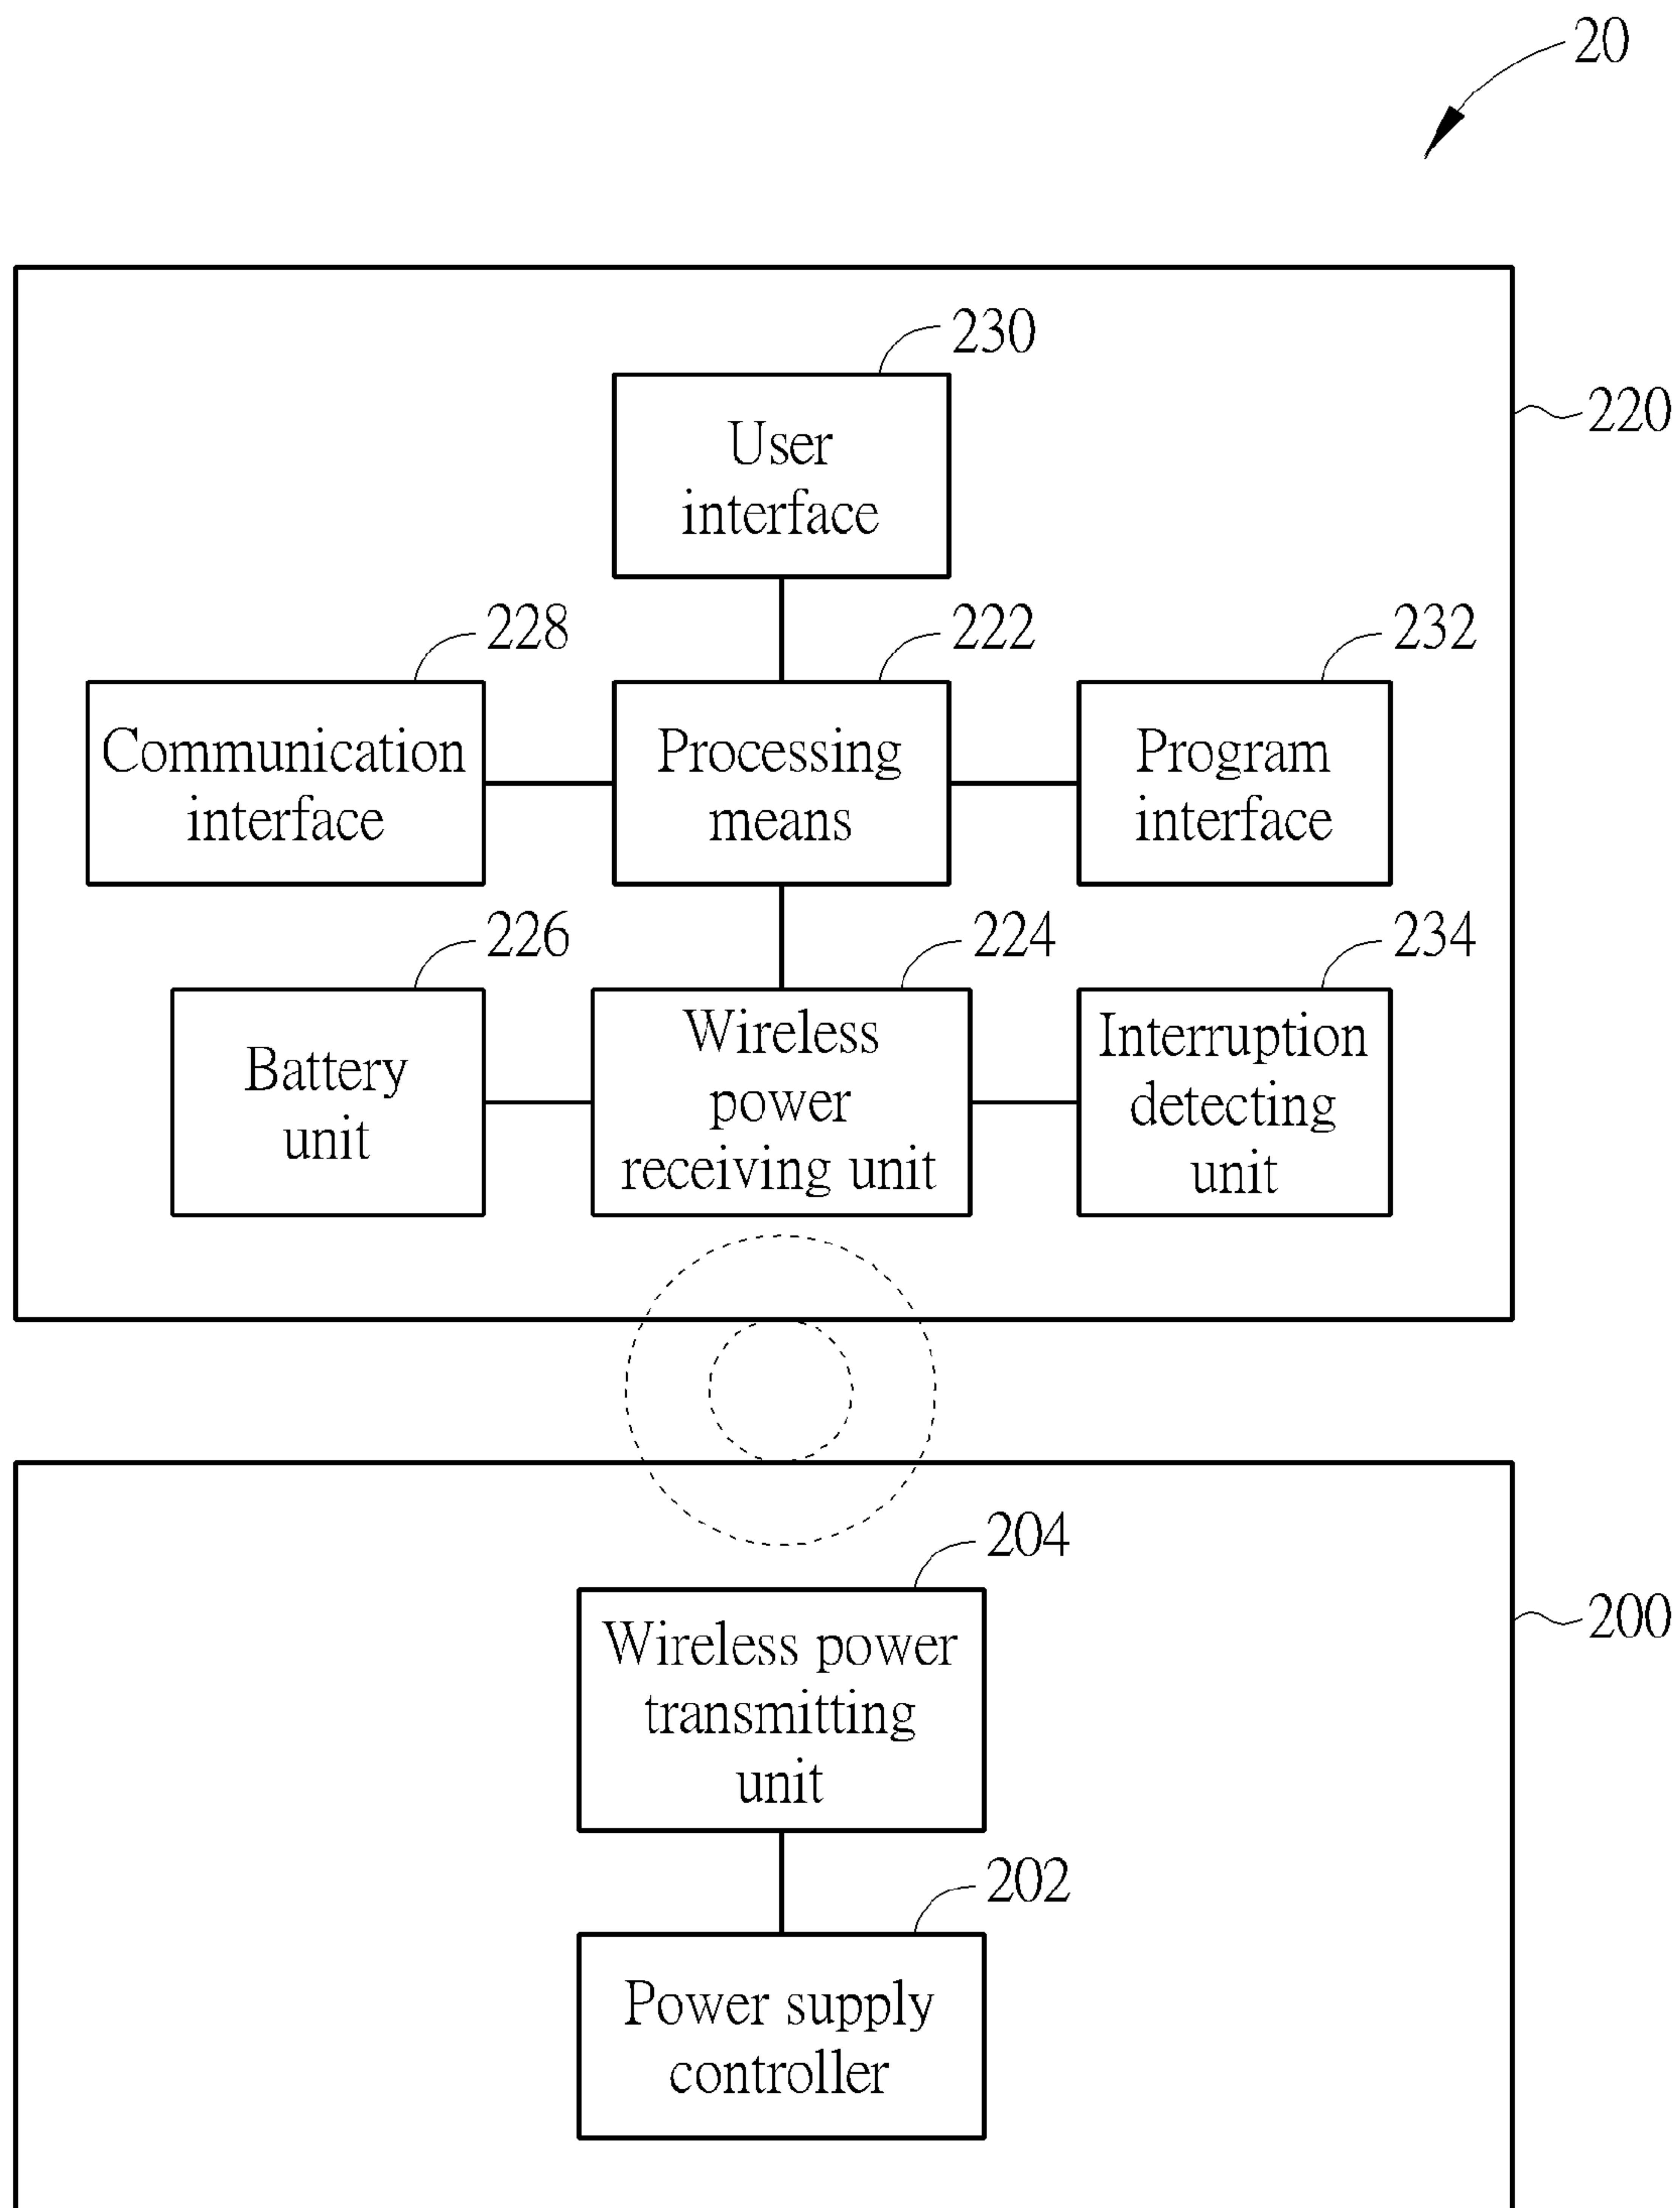 20
230
220
User
interface
228
222
232
Communication
interface
Processing
means
Program
interface
226
224
234
Battery
unit
Wireless
power
receiving unit
Interruption
detecting
unit
204
200
Wireless power
transmitting
unit
202
Power supply
controller